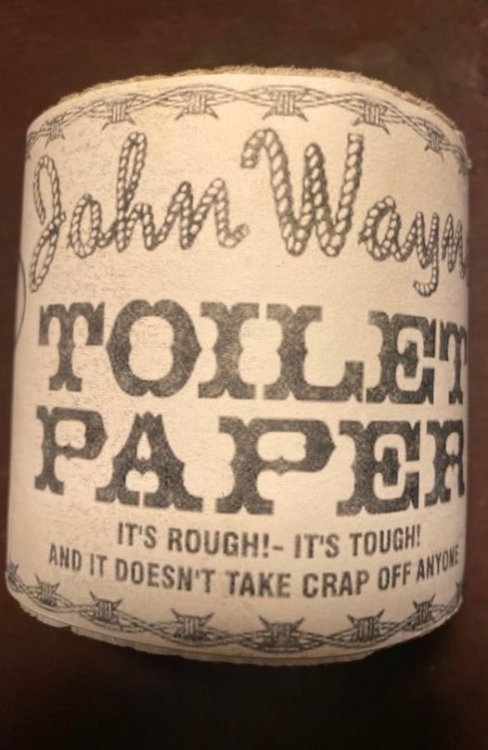 John Wayn
TOILET
PAPER
IT'S ROUGH!- IT'S TOUGH!
AND IT DOESN'T TAKE CRAP OFF ANYONE